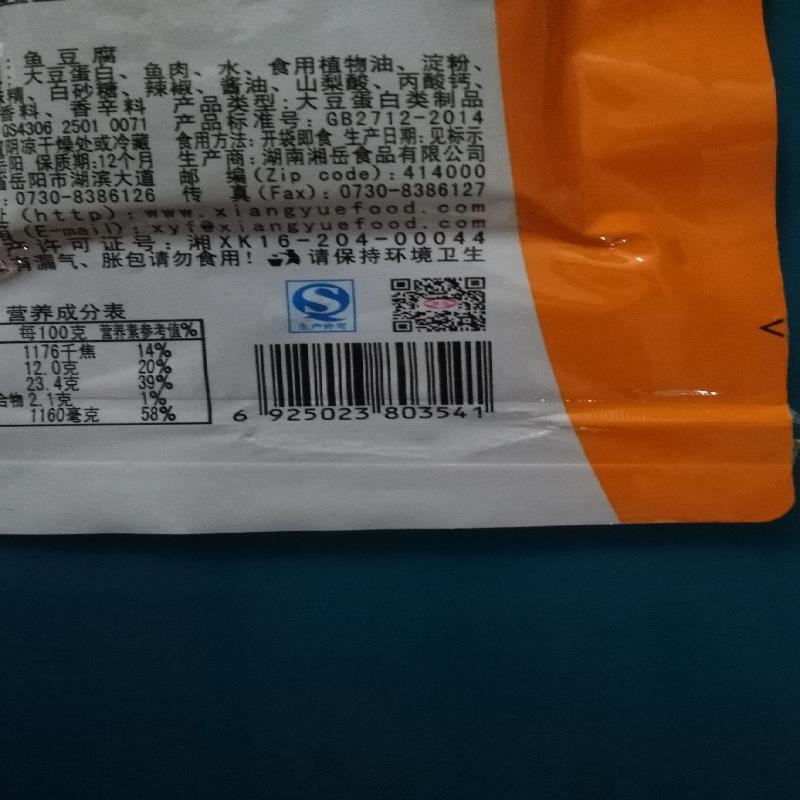 : 鱼豆腐
: 大豆蛋白、鱼肉、水、食用植物油、淀粉、
精、白砂糖、辣椒、酱油、山梨酸、丙酸钙、
香料、香辛料 产品类型: 大豆蛋白类制品
QS4306 2501 0071 产品标准号: GB2712-2014
阴凉干燥处或冷藏 食用方法: 开袋即食 生产日期: 见标示
岳阳 保质期:12个月 生产商: 湖南湘岳食品有限公司
岳阳市湖滨大道 邮 编(Zip code): 414000
: 0730-8386126 传 真(Fax): 0730-8386127
址 (http): www.xiangyuefood.com
(E-mail): xyf@xiangyuefood.com
许可证号: 湘XK16-204-00044
有漏气、胀包请勿食用! 请保持环境卫生
营养成分表
每100克 营养素参考值%
1176千焦 14%
12.0克 20%
23.4克 39%
合物 2.1克 1%
1160毫克 58%
生产许可
6 925023 803541